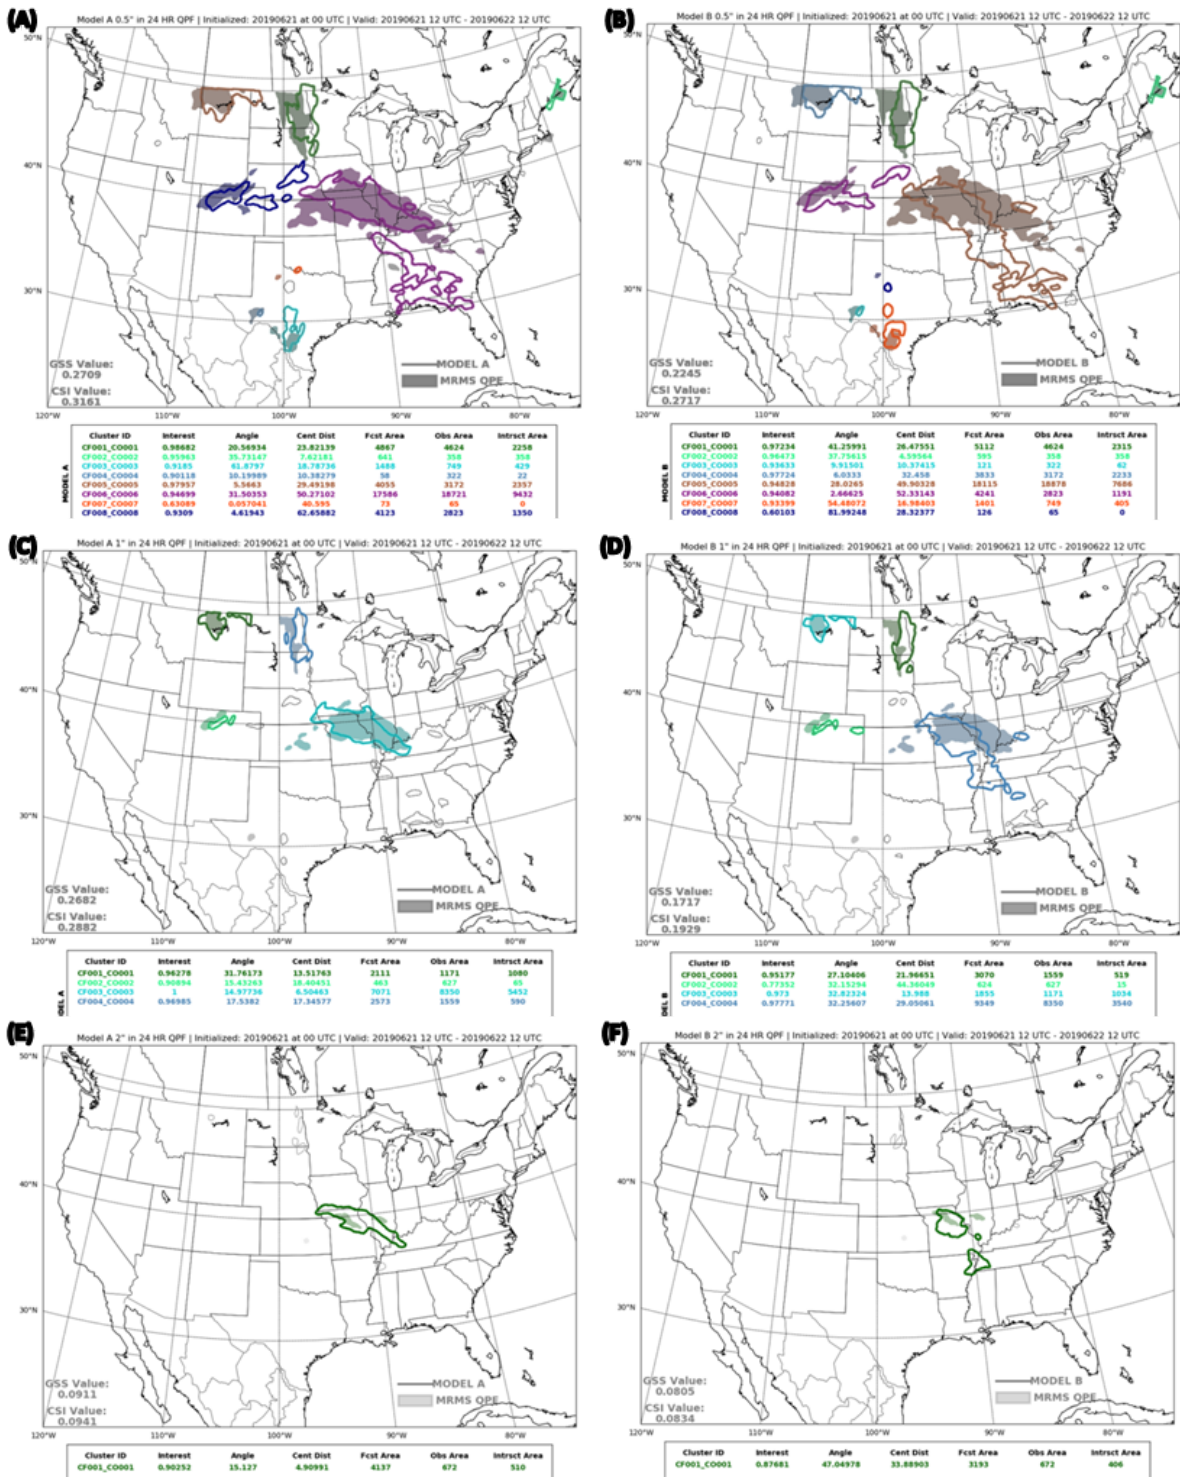 (A)
Model A 0.5" in 24 HR QPF | Initialized: 20190621 at 00 UTC | Valid: 20190621 12 UTC - 20190622 12 UTC
50°N
40°N
30°N
GSS Value:
0.2709
CSI Value:
0.3161
MODEL A
MRMS QPE
120°W 110°W 100°W 90°W 80°W
MODEL A
Cluster ID Interest Angle Cent Dist Fcst Area Obs Area Intrsct Area
CF001_CO001 0.98682 20.56934 23.82139 4867 4624 2258
CF002_CO002 0.95963 35.73147 7.62181 641 358 358
CF003_CO003 0.9185 61.8797 18.78736 1488 749 429
CF004_CO004 0.90118 10.19989 10.38279 58 322 22
CF005_CO005 0.97957 5.5663 29.49198 4055 3172 2357
CF006_CO006 0.94699 31.50353 50.27102 17586 18721 9432
CF007_CO007 0.63089 0.057041 40.595 73 65 0
CF008_CO008 0.9309 4.61943 62.65882 4123 2823 1350
(B)
Model B 0.5" in 24 HR QPF | Initialized: 20190621 at 00 UTC | Valid: 20190621 12 UTC - 20190622 12 UTC
50°N
40°N
30°N
GSS Value:
0.2245
CSI Value:
0.2717
MODEL B
MRMS QPE
120°W 110°W 100°W 90°W 80°W
MODEL B
Cluster ID Interest Angle Cent Dist Fcst Area Obs Area Intrsct Area
CF001_CO001 0.97234 41.25991 26.47551 5112 4624 2315
CF002_CO002 0.96473 37.75615 4.59564 595 358 358
CF003_CO003 0.93633 9.91501 10.37415 121 322 62
CF004_CO004 0.97724 6.0333 32.458 3833 3172 2233
CF005_CO005 0.94828 28.0265 49.90328 18115 18878 7686
CF006_CO006 0.94082 2.66625 52.33143 4241 2823 1191
CF007_CO007 0.93399 54.48072 16.98403 1401 749 405
CF008_CO008 0.60103 81.99248 28.32377 126 65 0
(C)
Model A 1" in 24 HR QPF | Initialized: 20190621 at 00 UTC | Valid: 20190621 12 UTC - 20190622 12 UTC
50°N
40°N
30°N
GSS Value:
0.2682
CSI Value:
0.2882
MODEL A
MRMS QPE
120°W 110°W 100°W 90°W 80°W
DEL A
Cluster ID Interest Angle Cent Dist Fcst Area Obs Area Intrsct Area
CF001_CO001 0.96278 31.76173 13.51763 2111 1171 1080
CF002_CO002 0.90894 15.43263 18.40451 463 627 65
CF003_CO003 1 14.97736 6.50463 7071 8350 5452
CF004_CO004 0.96985 17.5382 17.34577 2573 1559 590
(D)
Model B 1" in 24 HR QPF | Initialized: 20190621 at 00 UTC | Valid: 20190621 12 UTC - 20190622 12 UTC
50°N
40°N
30°N
GSS Value:
0.1717
CSI Value:
0.1929
MODEL B
MRMS QPE
120°W 110°W 100°W 90°W 80°W
DEL B
Cluster ID Interest Angle Cent Dist Fcst Area Obs Area Intrsct Area
CF001_CO001 0.95177 27.10406 21.96651 3070 1559 519
CF002_CO002 0.77352 32.15294 44.36049 624 627 15
CF003_CO003 0.973 32.82324 13.988 1855 1171 1034
CF004_CO004 0.97771 32.25607 29.05061 9349 8350 3540
(E)
Model A 2" in 24 HR QPF | Initialized: 20190621 at 00 UTC | Valid: 20190621 12 UTC - 20190622 12 UTC
50°N
40°N
30°N
GSS Value:
0.0911
CSI Value:
0.0941
MODEL A
MRMS QPE
120°W 110°W 100°W 90°W 80°W
Cluster ID Interest Angle Cent Dist Fcst Area Obs Area Intrsct Area
CF001_CO001 0.90252 15.127 4.90991 4137 672 510
(F)
Model B 2" in 24 HR QPF | Initialized: 20190621 at 00 UTC | Valid: 20190621 12 UTC - 20190622 12 UTC
50°N
40°N
30°N
GSS Value:
0.0805
CSI Value:
0.0834
MODEL B
MRMS QPE
120°W 110°W 100°W 90°W 80°W
Cluster ID Interest Angle Cent Dist Fcst Area Obs Area Intrsct Area
CF001_CO001 0.87681 47.04978 33.88903 3193 672 406